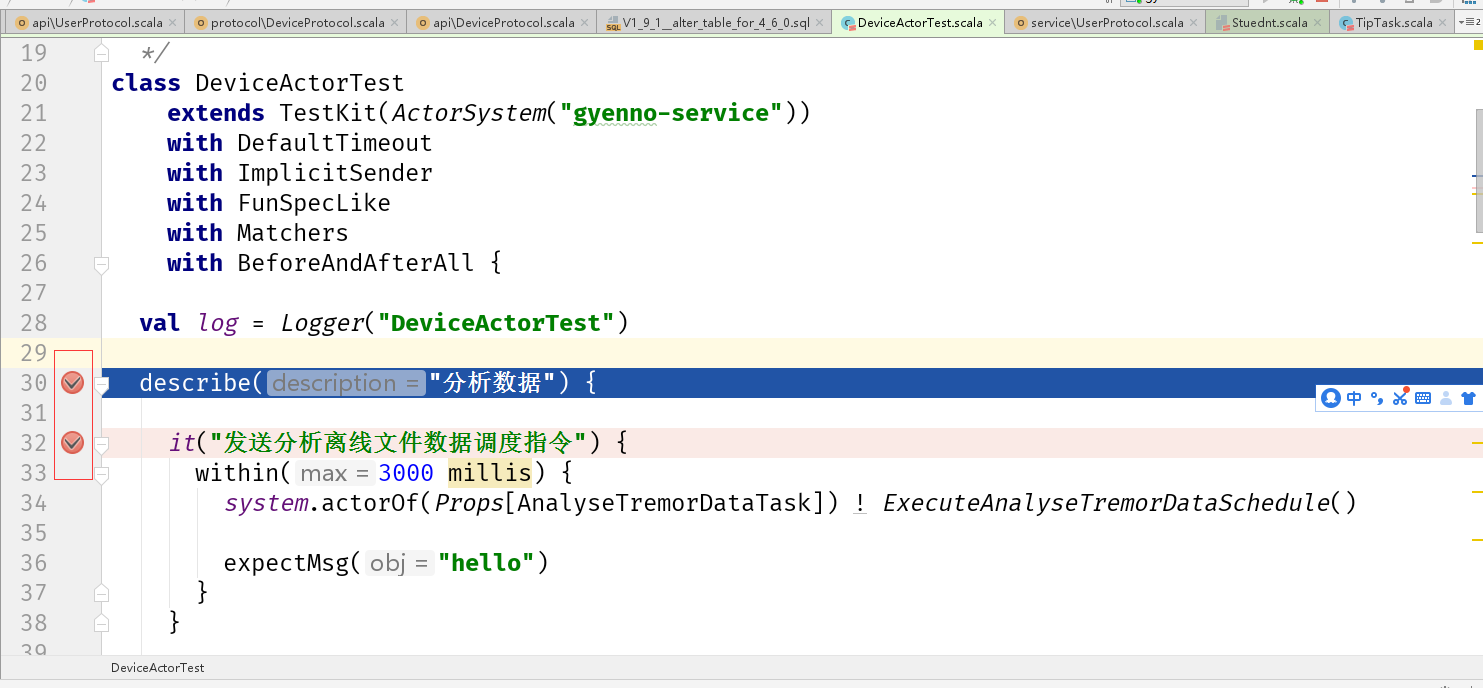 api\UserProtocol.scala protocol\DeviceProtocol.scala api\DeviceProtocol.scala V1_9_1__alter_table_for_4_6_0.sql DeviceActorTest.scala service\UserProtocol.scala Stuednt.scala TipTask.scala
19 */
20 class DeviceActorTest
21 extends TestKit(ActorSystem("gyenno-service"))
22 with DefaultTimeout
23 with ImplicitSender
24 with FunSpecLike
25 with Matchers
26 with BeforeAndAfterAll {
27
28 val log = Logger("DeviceActorTest")
29
30 describe(description = "分析数据") {
中
31
32 it("发送分析离线文件数据调度指令") {
33 within(max = 3000 millis) {
34 system.actorOf(Props[AnalyseTremorDataTask]) ! ExecuteAnalyseTremorDataSchedule()
35
36 expectMsg(obj = "hello")
37 }
38 }
39
DeviceActorTest